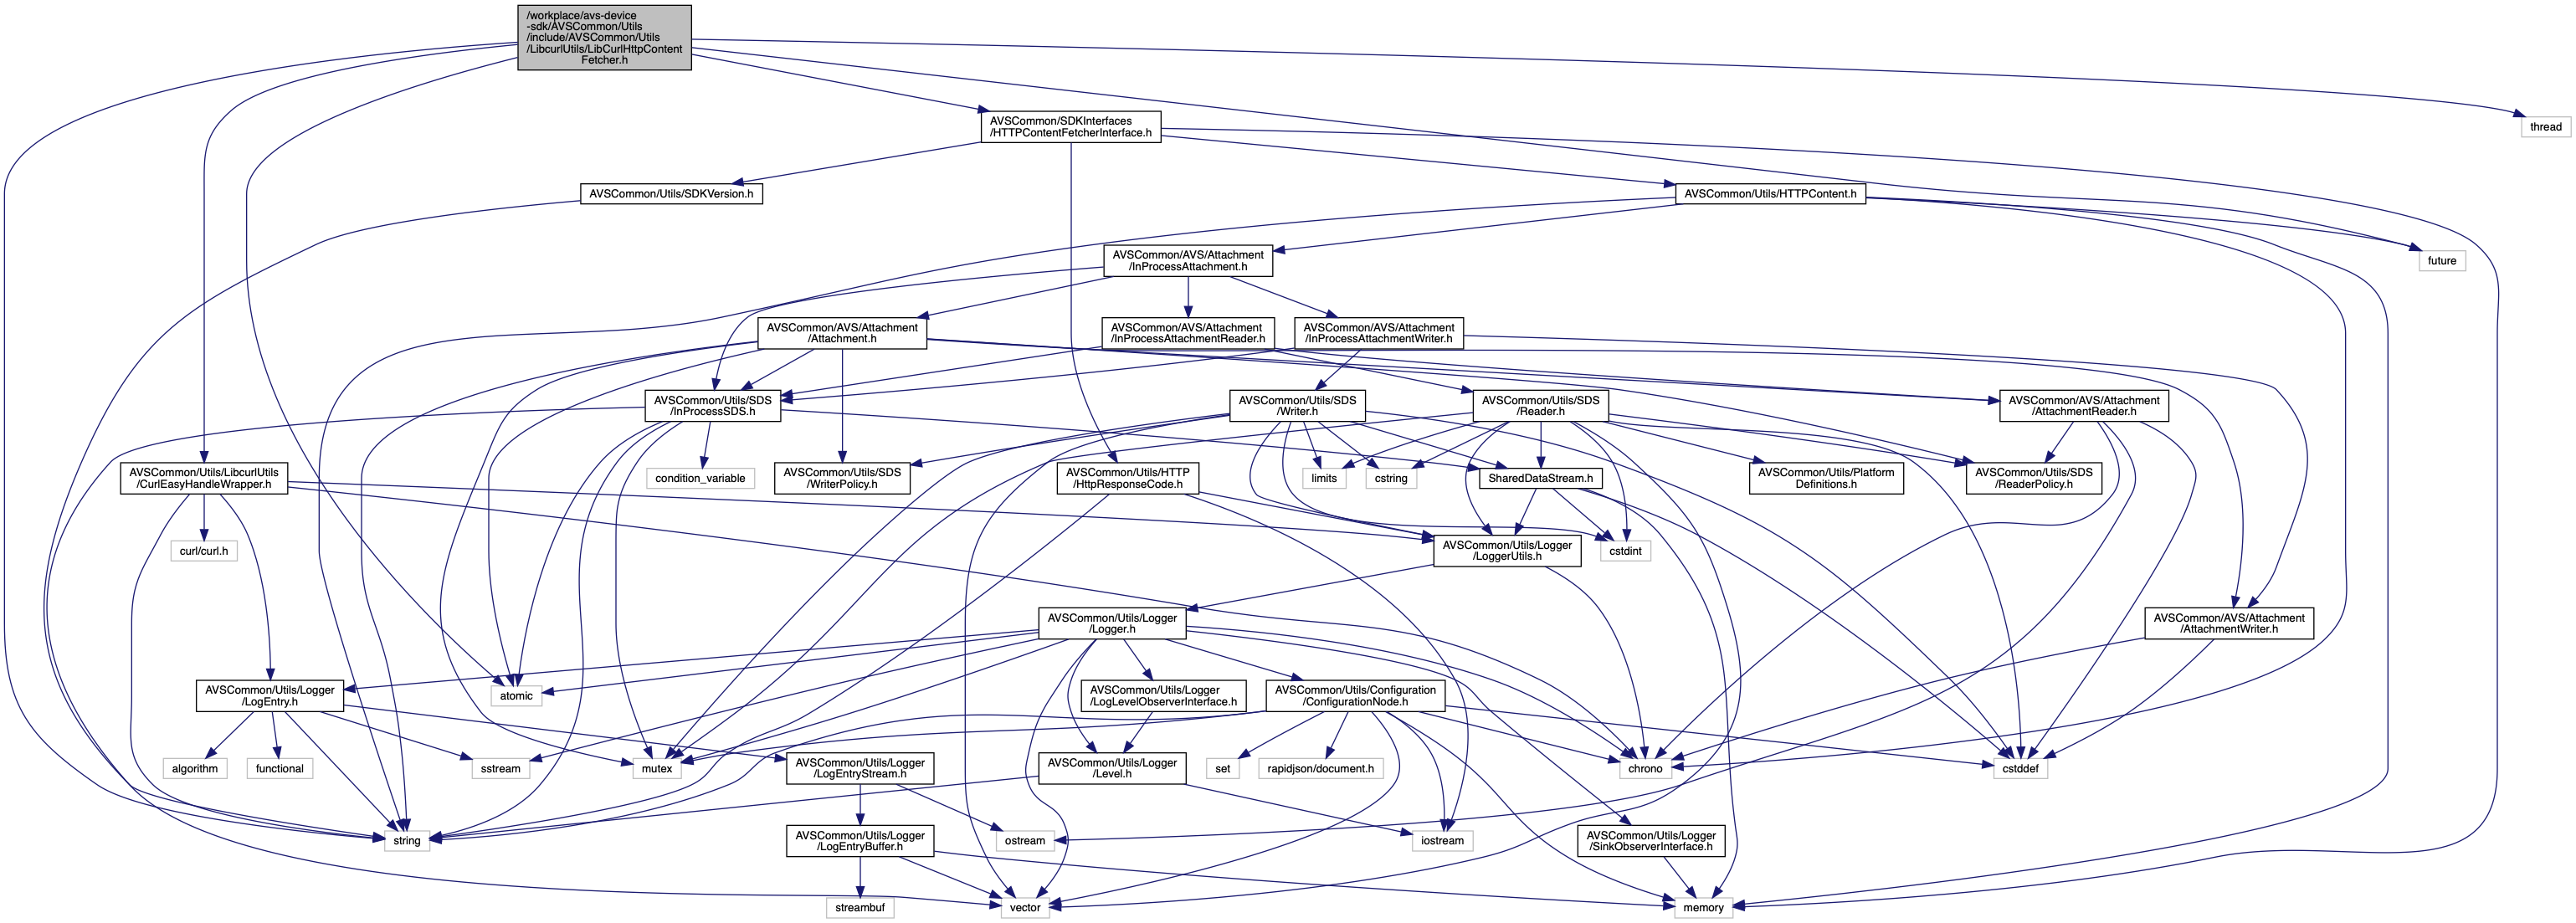 /workplace/avs-device
-sdk/AVSCommon/Utils
/include/AVSCommon/Utils
/LibcurlUtils/LibCurlHttpContent
Fetcher.h
AVSCommon/SDKInterfaces
/HTTPContentFetcherInterface.h
thread
AVSCommon/Utils/SDKVersion.h
AVSCommon/Utils/HTTPContent.h
AVSCommon/AVS/Attachment
/InProcessAttachment.h
future
AVSCommon/AVS/Attachment
/Attachment.h
AVSCommon/AVS/Attachment
/InProcessAttachmentReader.h
AVSCommon/AVS/Attachment
/InProcessAttachmentWriter.h
AVSCommon/Utils/SDS
/InProcessSDS.h
AVSCommon/Utils/SDS
/Writer.h
AVSCommon/Utils/SDS
/Reader.h
AVSCommon/AVS/Attachment
/AttachmentReader.h
AVSCommon/Utils/LibcurlUtils
/CurlEasyHandleWrapper.h
condition_variable
AVSCommon/Utils/SDS
/WriterPolicy.h
AVSCommon/Utils/HTTP
/HttpResponseCode.h
limits
cstring
SharedDataStream.h
AVSCommon/Utils/Platform
Definitions.h
AVSCommon/Utils/SDS
/ReaderPolicy.h
curl/curl.h
AVSCommon/Utils/Logger
/LoggerUtils.h
cstdint
AVSCommon/Utils/Logger
/Logger.h
AVSCommon/AVS/Attachment
/AttachmentWriter.h
AVSCommon/Utils/Logger
/LogEntry.h
atomic
AVSCommon/Utils/Logger
/LogLevelObserverInterface.h
AVSCommon/Utils/Configuration
/ConfigurationNode.h
algorithm
functional
sstream
mutex
AVSCommon/Utils/Logger
/LogEntryStream.h
AVSCommon/Utils/Logger
/Level.h
set
rapidjson/document.h
chrono
cstddef
string
AVSCommon/Utils/Logger
/LogEntryBuffer.h
ostream
iostream
AVSCommon/Utils/Logger
/SinkObserverInterface.h
streambuf
vector
memory